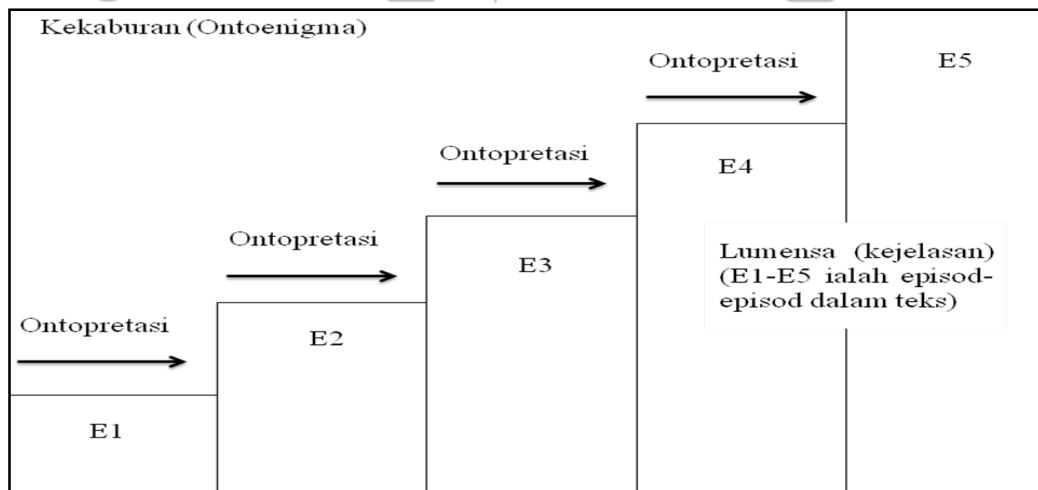 Kekaburan (Ontoenigma)
Ontopretasi
E5
Ontopretasi
E4
Ontopretasi
E3
Lumensa (kejelasan)
(E1-E5 ialah episod-
episod dalam teks)
Ontopretasi
E2
Ontopretasi
E1